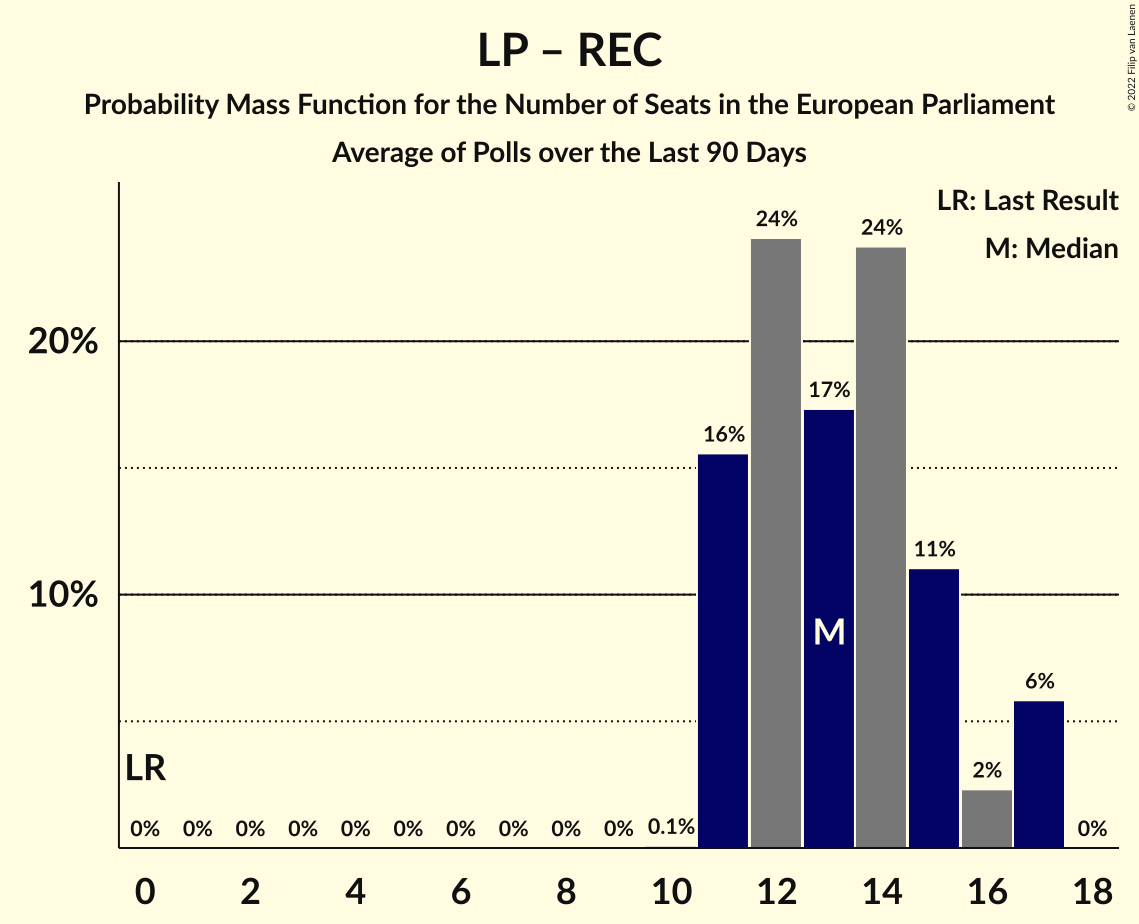 LP – REC
Probability Mass Function for the Number of Seats in the European Parliament
Average of Polls over the Last 90 Days
© 2022 Filip van Laenen
LR: Last Result
M: Median
24%
24%
20%
17%
16%
11%
10%
M
6%
LR
2%
0% 0% 0% 0% 0% 0% 0% 0% 0% 0% 0.1% 0%
0 2 4 6 8 10 12 14 16 18